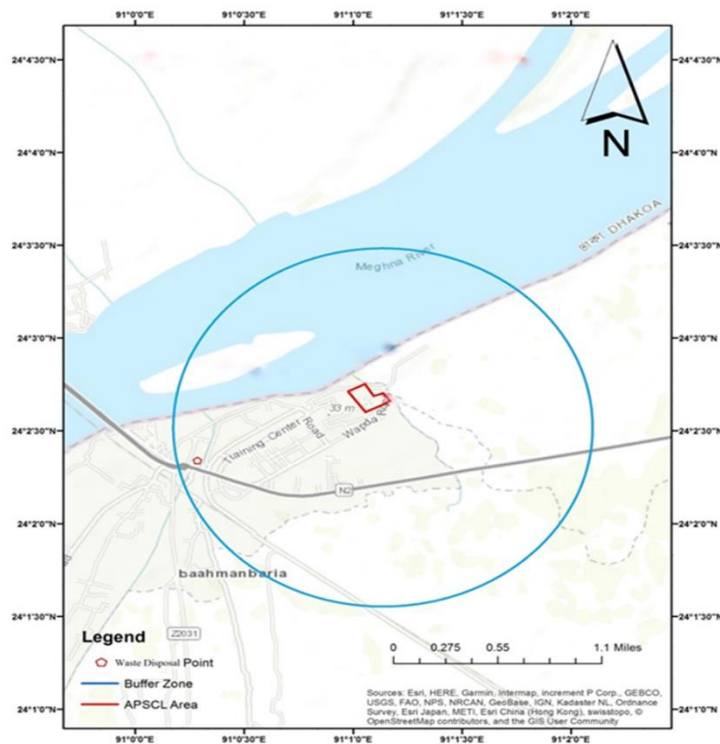 91°0'0"E 91°0'30"E 91°1'0"E 91°1'30"E 91°2'0"E
24°4'30"N 24°4'30"N
N
24°4'0"N 24°4'0"N
ঢাকা DHAKOA
24°3'30"N 24°3'30"N
Meghna River
24°3'0"N 24°3'0"N
33 m
Wapda Road
Training Center Road
24°2'30"N 24°2'30"N
N2
24°2'0"N 24°2'0"N
baahmanbaria
24°1'30"N 24°1'30"N
Z2031
Legend
Waste Disposal Point
Buffer Zone
APSCL Area
0 0.275 0.55 1.1 Miles
24°1'0"N 24°1'0"N
Sources: Esri, HERE, Garmin, Intermap, increment P Corp., GEBCO,
USGS, FAO, NPS, NRCAN, GeoBase, IGN, Kadaster NL, Ordnance
Survey, Esri Japan, METI, Esri China (Hong Kong), swisstopo, ©
OpenStreetMap contributors, and the GIS User Community
91°0'0"E 91°0'30"E 91°1'0"E 91°1'30"E 91°2'0"E